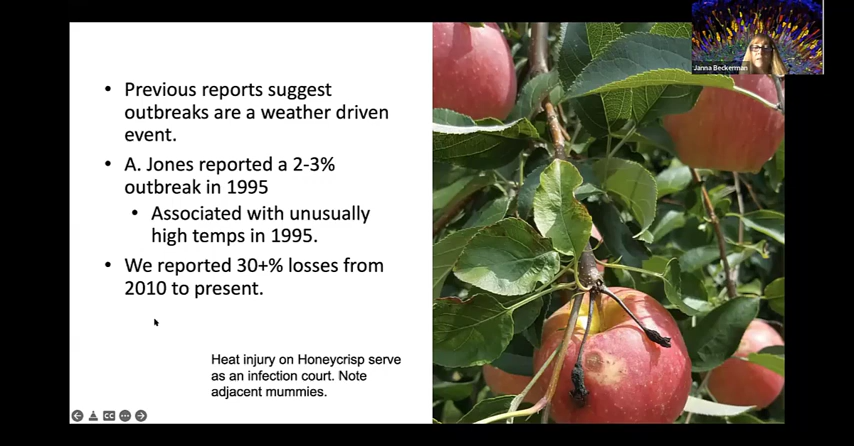 • Previous reports suggest
outbreaks are a weather driven
event.
• A. Jones reported a 2-3%
outbreak in 1995
• Associated with unusually
high temps in 1995.
• We reported 30+% losses from
2010 to present.
Heat injury on Honeycrisp serve
as an infection court. Note
adjacent mummies.
Janna Beckerman
CC